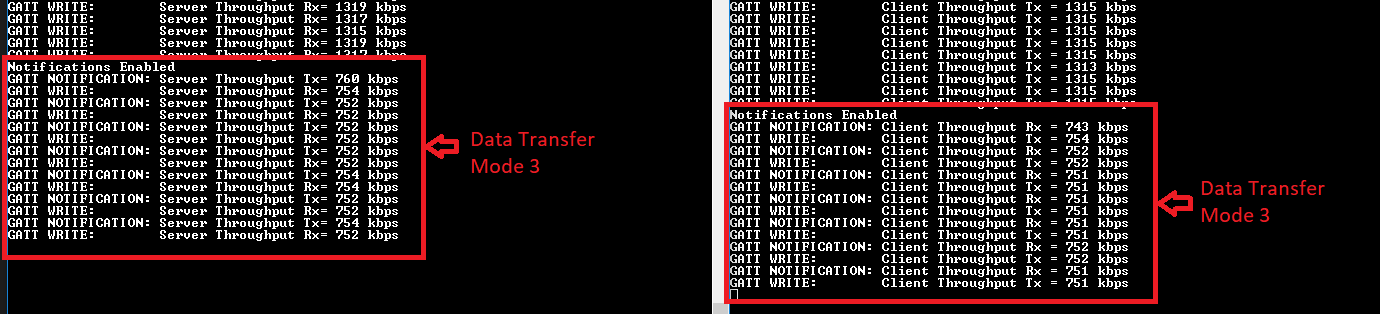 GATT WRITE:        Server Throughput Rx= 1319 kbps
GATT WRITE:        Server Throughput Rx= 1317 kbps
GATT WRITE:        Server Throughput Rx= 1315 kbps
GATT WRITE:        Server Throughput Rx= 1319 kbps
GATT WRITE:        Server Throughput Rx= 1317 kbps
Notifications Enabled
GATT NOTIFICATION: Server Throughput Tx= 760 kbps
GATT WRITE:        Server Throughput Rx= 754 kbps
GATT NOTIFICATION: Server Throughput Tx= 752 kbps
GATT WRITE:        Server Throughput Rx= 752 kbps
GATT NOTIFICATION: Server Throughput Tx= 752 kbps
GATT WRITE:        Server Throughput Rx= 752 kbps
GATT NOTIFICATION: Server Throughput Tx= 752 kbps
GATT WRITE:        Server Throughput Rx= 752 kbps
GATT NOTIFICATION: Server Throughput Tx= 754 kbps
GATT WRITE:        Server Throughput Rx= 754 kbps
GATT NOTIFICATION: Server Throughput Tx= 752 kbps
GATT WRITE:        Server Throughput Rx= 752 kbps
GATT NOTIFICATION: Server Throughput Tx= 754 kbps
GATT WRITE:        Server Throughput Rx= 752 kbps
Data Transfer
Mode 3
GATT WRITE:        Client Throughput Tx = 1315 kbps
GATT WRITE:        Client Throughput Tx = 1315 kbps
GATT WRITE:        Client Throughput Tx = 1315 kbps
GATT WRITE:        Client Throughput Tx = 1315 kbps
GATT WRITE:        Client Throughput Tx = 1315 kbps
GATT WRITE:        Client Throughput Tx = 1313 kbps
GATT WRITE:        Client Throughput Tx = 1315 kbps
GATT WRITE:        Client Throughput Tx = 1315 kbps
GATT WRITE:        Client Throughput Tx = 1315 kbps
Notifications Enabled
GATT NOTIFICATION: Client Throughput Rx = 743 kbps
GATT WRITE:        Client Throughput Tx = 754 kbps
GATT NOTIFICATION: Client Throughput Rx = 752 kbps
GATT WRITE:        Client Throughput Tx = 752 kbps
GATT NOTIFICATION: Client Throughput Rx = 751 kbps
GATT WRITE:        Client Throughput Tx = 751 kbps
GATT NOTIFICATION: Client Throughput Rx = 751 kbps
GATT WRITE:        Client Throughput Tx = 751 kbps
GATT NOTIFICATION: Client Throughput Rx = 751 kbps
GATT WRITE:        Client Throughput Tx = 751 kbps
GATT NOTIFICATION: Client Throughput Rx = 752 kbps
GATT WRITE:        Client Throughput Tx = 752 kbps
GATT NOTIFICATION: Client Throughput Rx = 751 kbps
GATT WRITE:        Client Throughput Tx = 751 kbps
Data Transfer
Mode 3